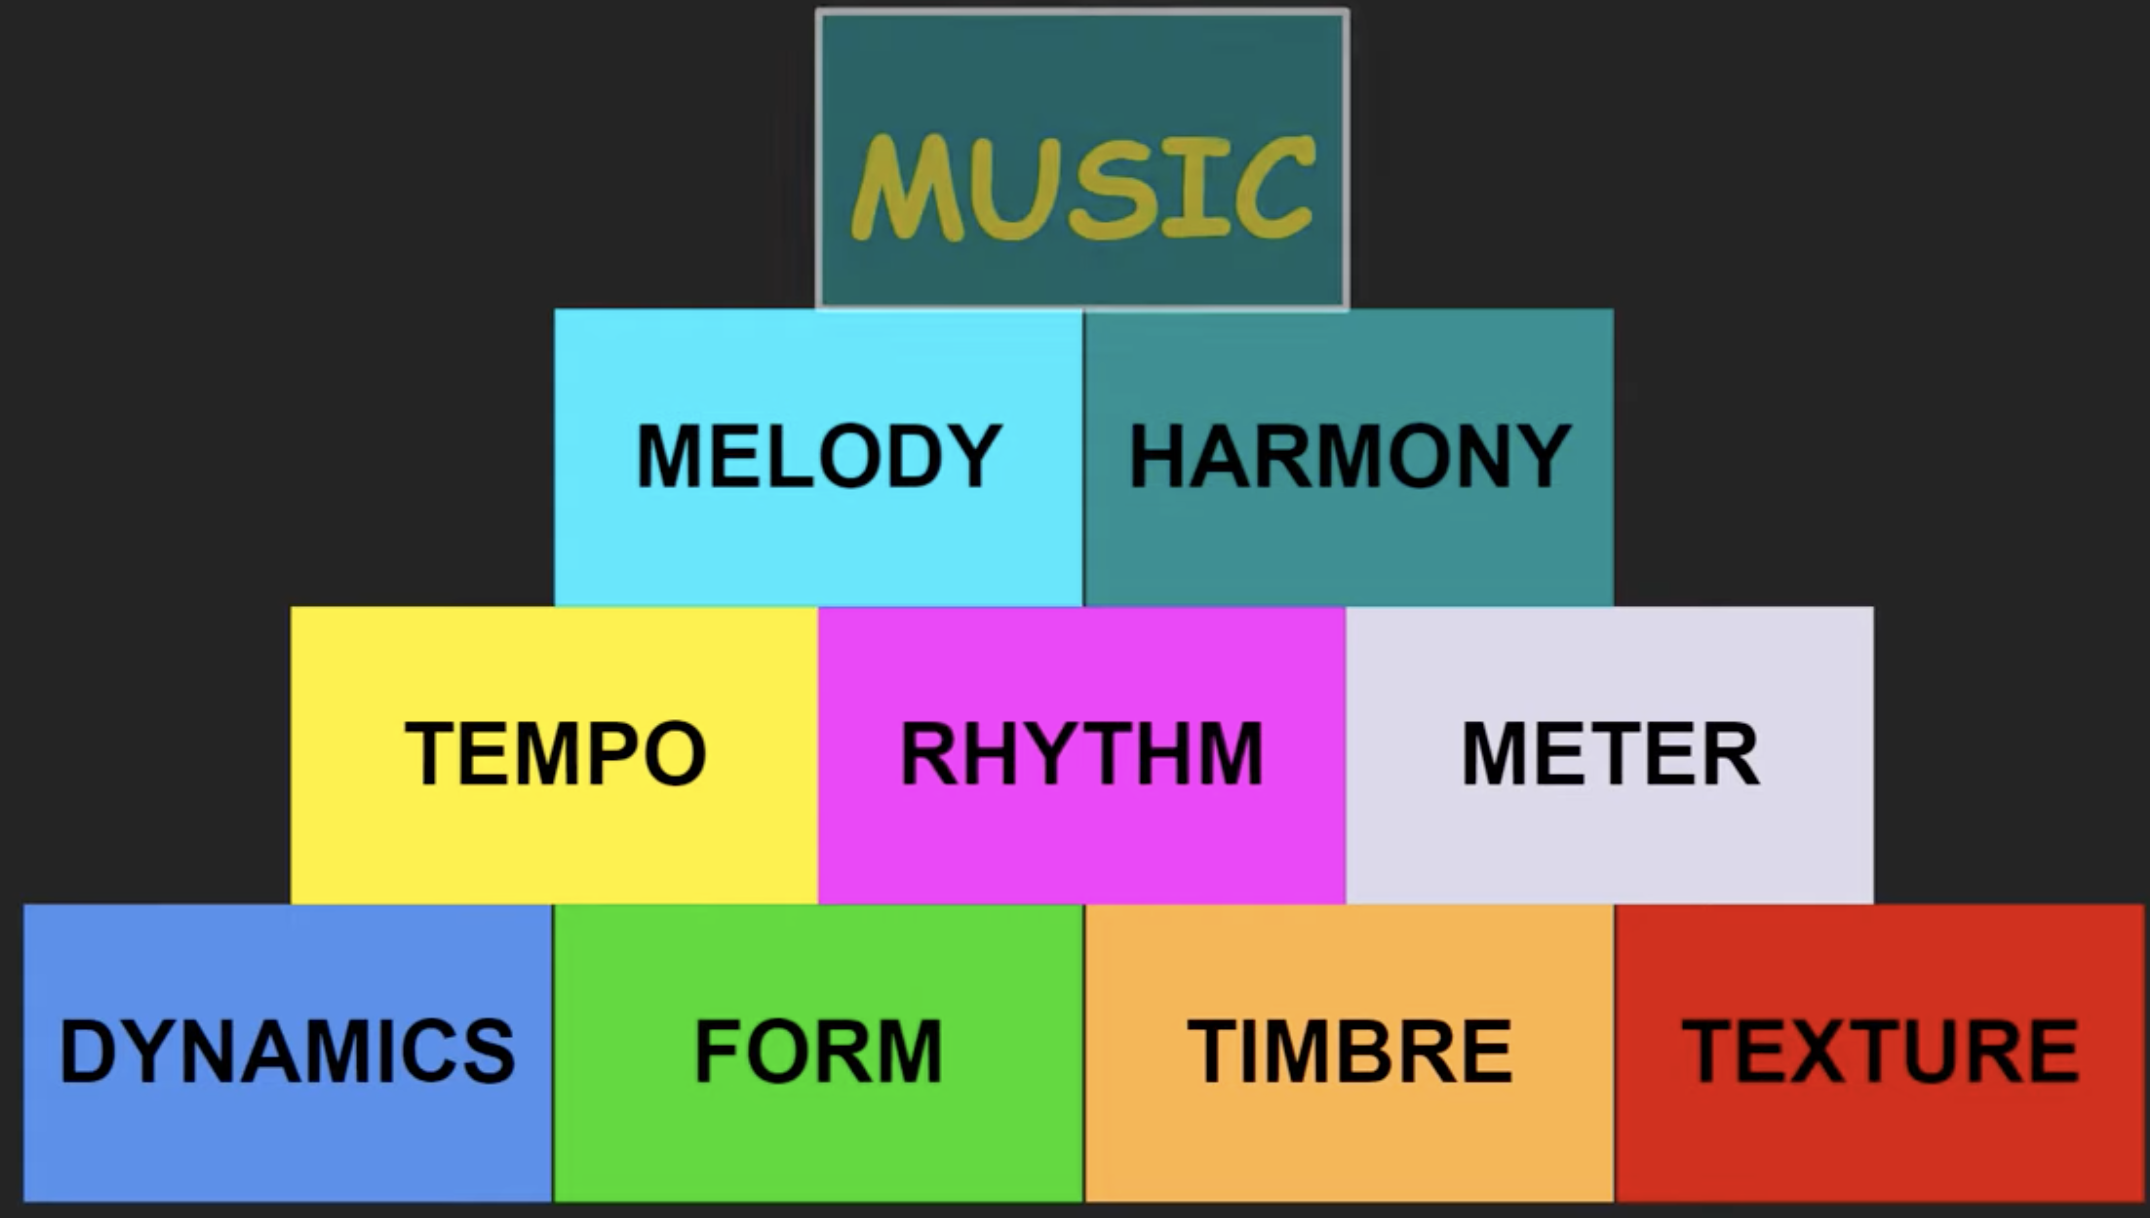 MUSIC
MELODY HARMONY
TEMPO RHYTHM METER
DYNAMICS FORM TIMBRE TEXTURE